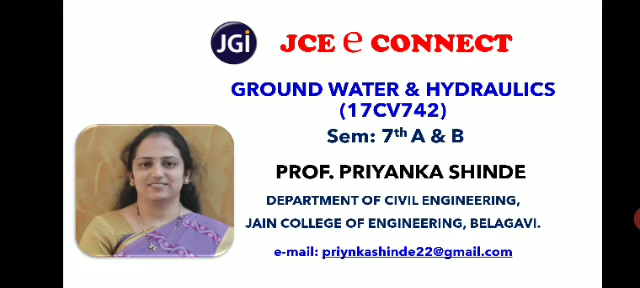 JGi JCE e CONNECT
GROUND WATER & HYDRAULICS
(17CV742)
Sem: 7th A & B
PROF. PRIYANKA SHINDE
DEPARTMENT OF CIVIL ENGINEERING,
JAIN COLLEGE OF ENGINEERING, BELAGAVI.
e-mail: priynkashinde22@gmail.com